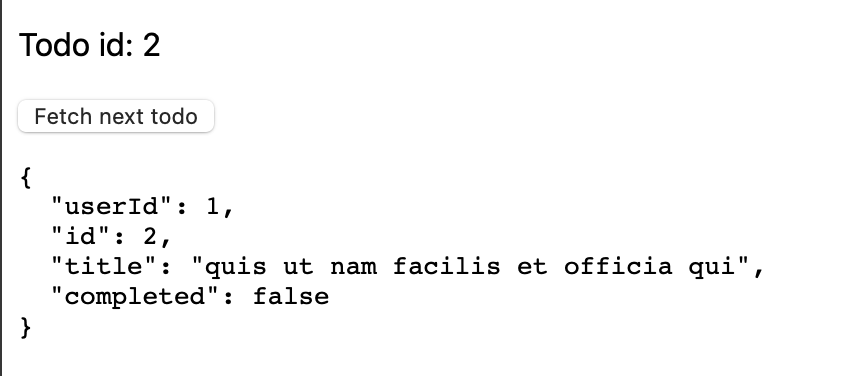 Todo id: 2
Fetch next todo
{
  "userId": 1,
  "id": 2,
  "title": "quis ut nam facilis et officia qui",
  "completed": false
}